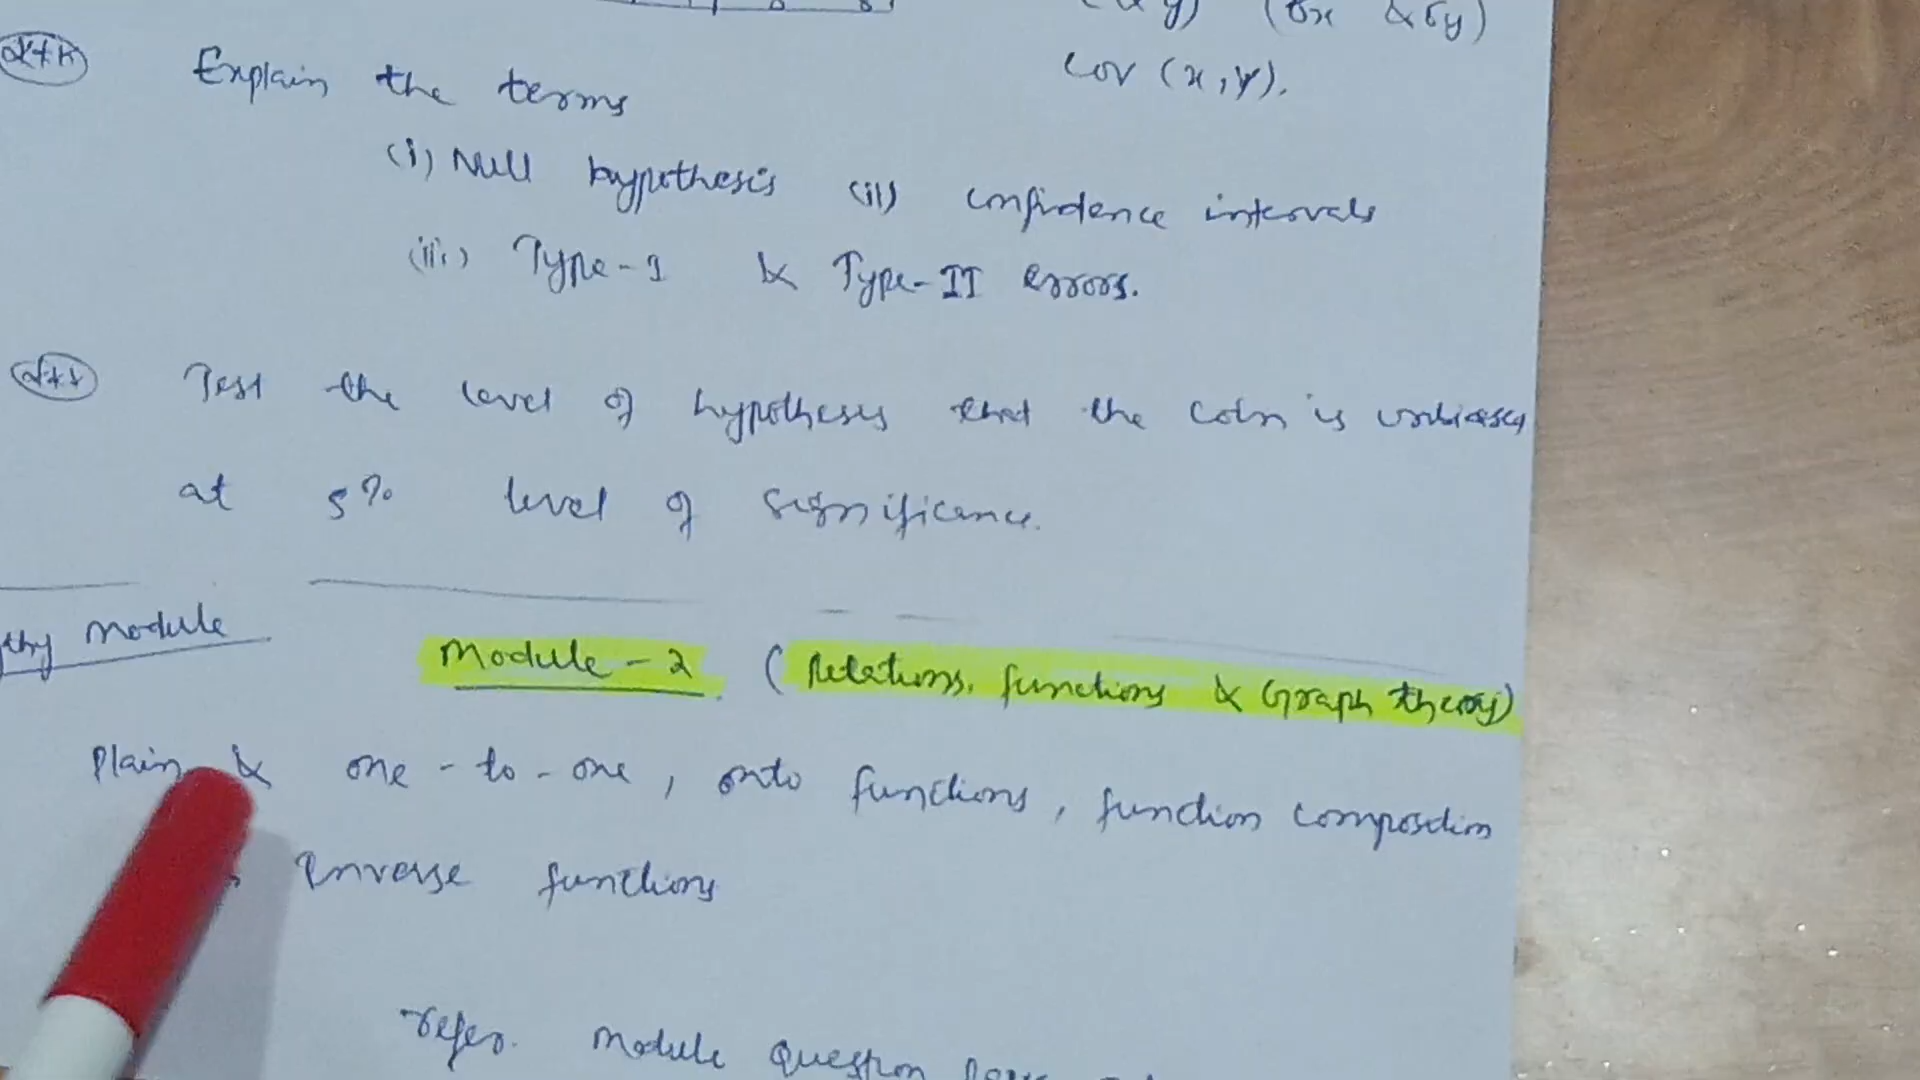 (σx & σy)
cov (x, y).
Explain the terms
(i) Null hypothesis (ii) confidence intervals
(iii) Type-I & Type-II errors.
Test the level of hypothesis that the coin is unbiased
at 5% level of significance.
module
Module-2 (Relations, functions & Graph theory)
plain & one-to-one, onto functions, function composition
Inverse functions
refer. Module question